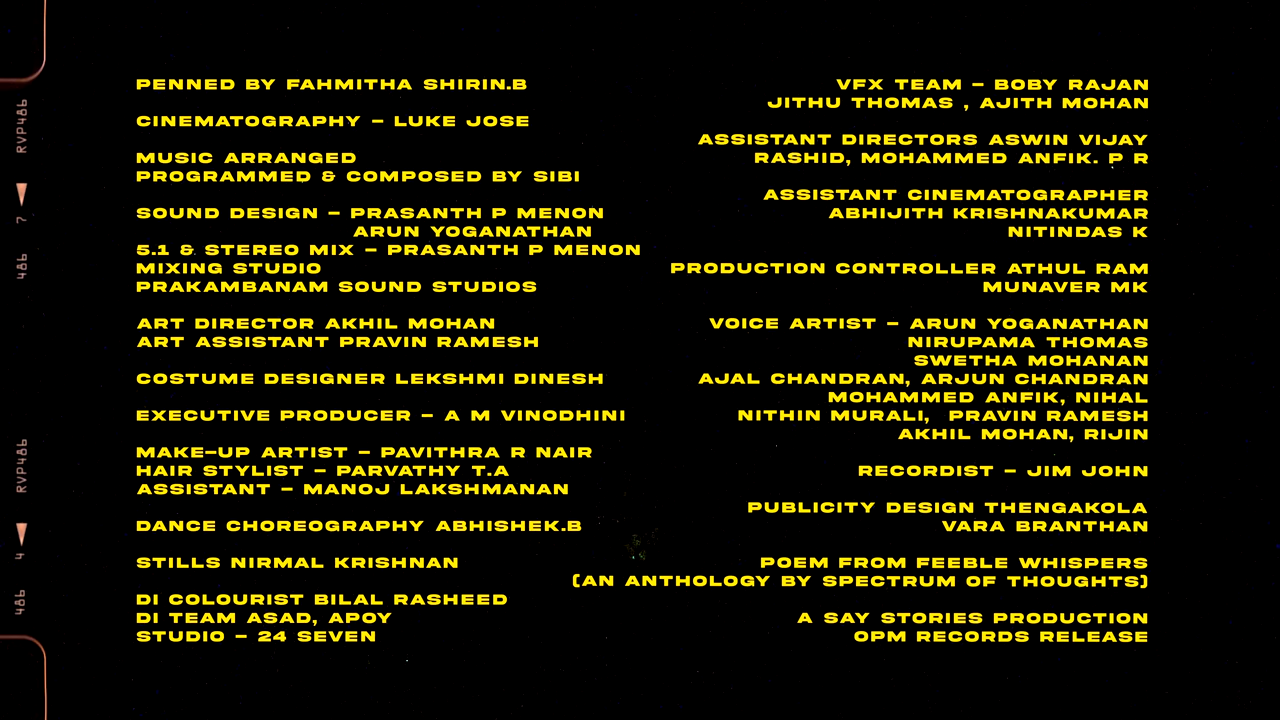 PENNED BY FAHMITHA SHIRIN.B
CINEMATOGRAPHY - LUKE JOSE
MUSIC ARRANGED
PROGRAMMED & COMPOSED BY SIBI
SOUND DESIGN - PRASANTH P MENON
ARUN YOGANATHAN
5.1 & STEREO MIX - PRASANTH P MENON
MIXING STUDIO
PRAKAMBANAM SOUND STUDIOS
ART DIRECTOR AKHIL MOHAN
ART ASSISTANT PRAVIN RAMESH
COSTUME DESIGNER LEKSHMI DINESH
EXECUTIVE PRODUCER - A M VINODHINI
MAKE-UP ARTIST - PAVITHRA R NAIR
HAIR STYLIST - PARVATHY T.A
ASSISTANT - MANOJ LAKSHMANAN
DANCE CHOREOGRAPHY ABHISHEK.B
STILLS NIRMAL KRISHNAN
DI COLOURIST BILAL RASHEED
DI TEAM ASAD, APOY
STUDIO - 24 SEVEN
VFX TEAM - BOBY RAJAN
JITHU THOMAS , AJITH MOHAN
ASSISTANT DIRECTORS ASWIN VIJAY
RASHID, MOHAMMED ANFIK. P R
ASSISTANT CINEMATOGRAPHER
ABHIJITH KRISHNAKUMAR
NITINDAS K
PRODUCTION CONTROLLER ATHUL RAM
MUNAVER MK
VOICE ARTIST - ARUN YOGANATHAN
NIRUPAMA THOMAS
SWETHA MOHANAN
AJAL CHANDRAN, ARJUN CHANDRAN
MOHAMMED ANFIK, NIHAL
NITHIN MURALI,  PRAVIN RAMESH
AKHIL MOHAN, RIJIN
RECORDIST - JIM JOHN
PUBLICITY DESIGN THENGAKOLA
VARA BRANTHAN
POEM FROM FEEBLE WHISPERS
(AN ANTHOLOGY BY SPECTRUM OF THOUGHTS)
A SAY STORIES PRODUCTION
OPM RECORDS RELEASE
RVP486
7
486
RVP486
4
486